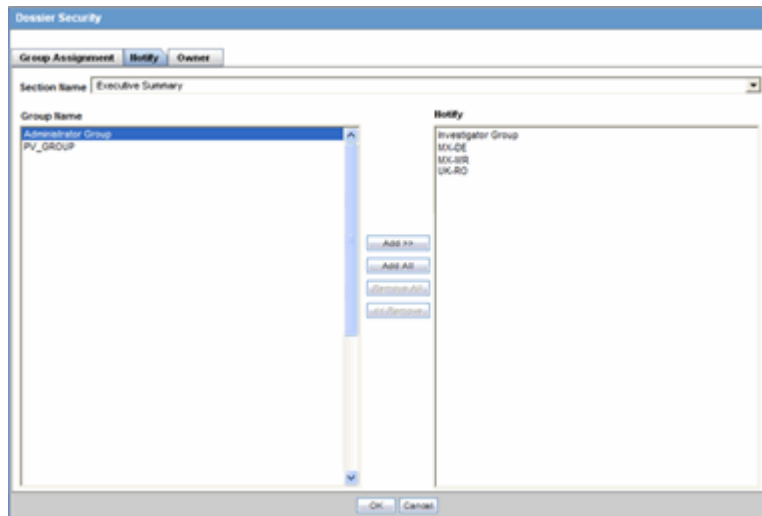 Dossier Security
Group Assignment Notify Owner
Section Name Executive Summary
Group Name
Administrator Group
PV_GROUP
Add >>
Add All
Remove All
<< Remove
Notify
Investigator Group
MX-DE
MX-WR
UK-RO
OK Cancel